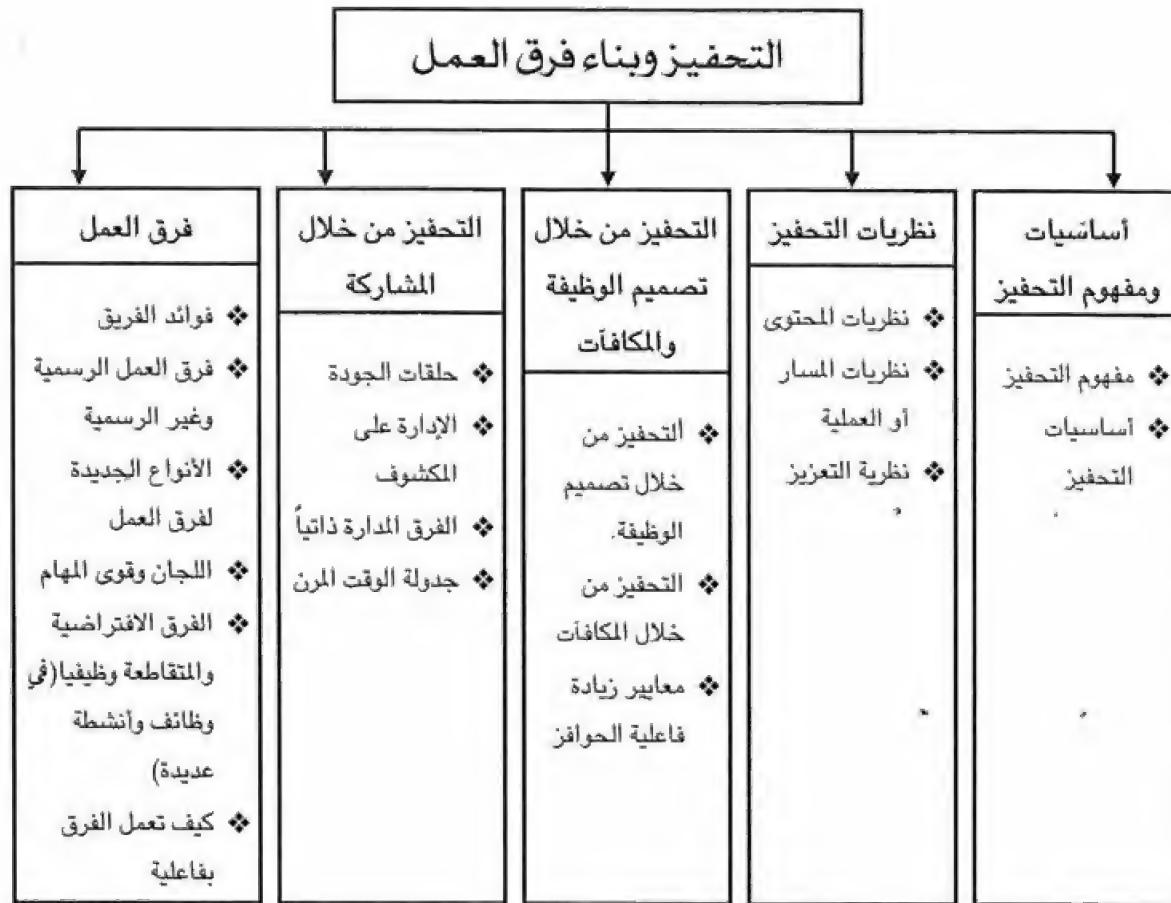 التحفيز وبناء فرق العمل
أساسيات
ومفهوم التحفيز
❖ مفهوم التحفيز
❖ أساسيات
التحفيز
نظريات التحفيز
❖ نظريات المحتوى
❖ نظريات المسار
أو العملية
❖ نظرية التعزيز
التحفيز من خلال
تصميم الوظيفة
والمكافآت
❖ التحفيز من
خلال تصميم
الوظيفة.
❖ التحفيز من
خلال المكافآت
❖ معايير زيادة
فاعلية الحوافز
التحفيز من خلال
المشاركة
❖ حلقات الجودة
❖ الإدارة على
المكشوف
❖ الفرق المدارة ذاتياً
❖ جدولة الوقت المرن
فرق العمل
❖ فوائد الفريق
❖ فرق العمل الرسمية
وغير الرسمية
❖ الأنواع الجديدة
لفرق العمل
❖ اللجان وقوى المهام
❖ الفرق الافتراضية
والمتقاطعة وظيفيا(في
وظائف وأنشطة
عديدة)
❖ كيف تعمل الفرق
بفاعلية